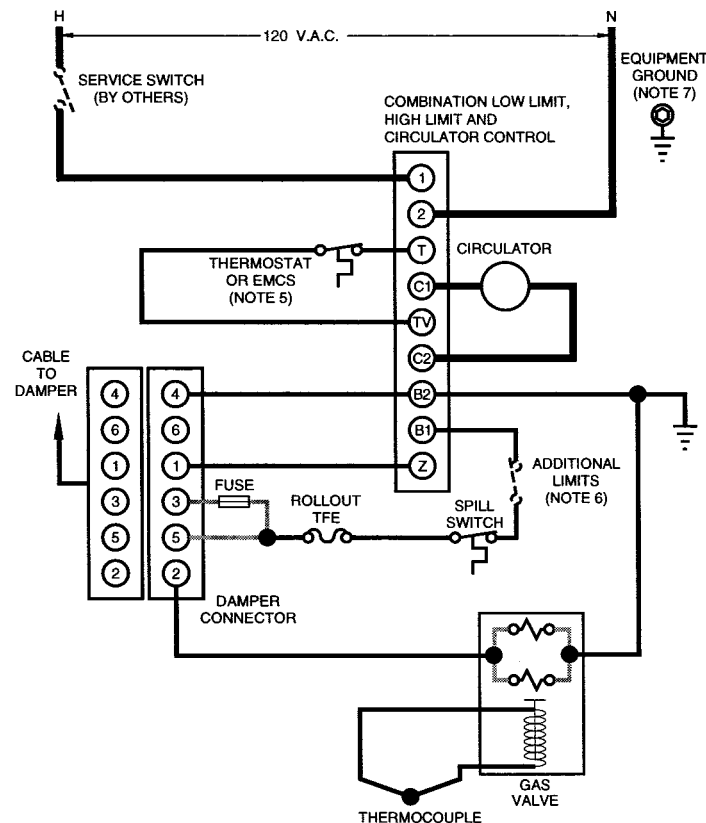 H
N
120 V.A.C.
SERVICE SWITCH
(BY OTHERS)
EQUIPMENT
GROUND
(NOTE 7)
COMBINATION LOW LIMIT,
HIGH LIMIT AND
CIRCULATOR CONTROL
1
2
T
C1
TV
C2
B2
B1
Z
THERMOSTAT
OR EMCS
(NOTE 5)
CIRCULATOR
CABLE
TO
DAMPER
4
6
1
3
5
2
4
6
1
3
5
2
FUSE
ROLLOUT
TFE
SPILL
SWITCH
ADDITIONAL
LIMITS
(NOTE 6)
DAMPER
CONNECTOR
GAS
VALVE
THERMOCOUPLE